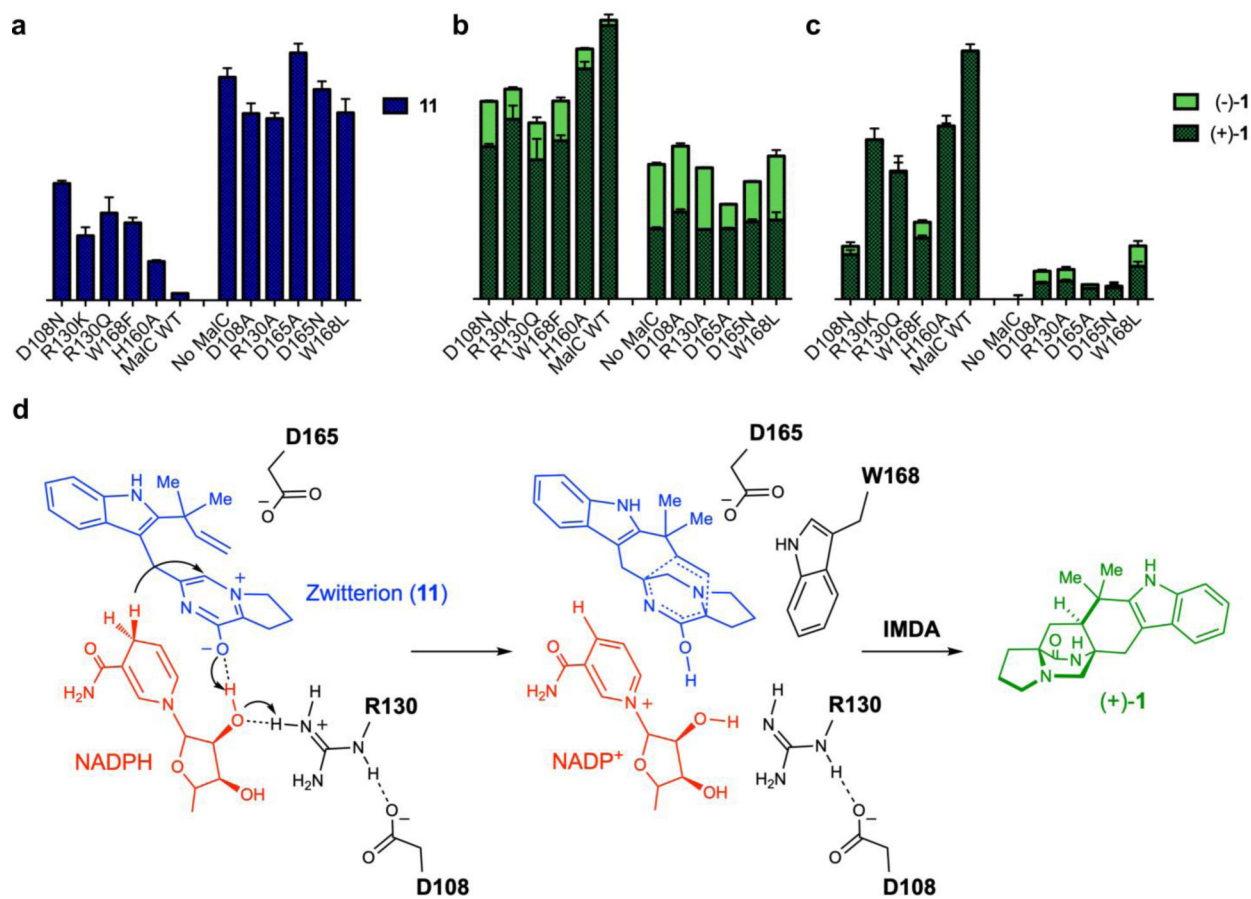 a
b
c
11
(-)-1
(+)-1
D108N
R130K
R130Q
W168F
H160A
MalC WT
No MalC
D108A
R130A
D165A
D165N
W168L
D108N
R130K
R130Q
W168F
H160A
MalC WT
No MalC
D108A
R130A
D165A
D165N
W168L
D108N
R130K
R130Q
W168F
H160A
MalC WT
No MalC
D108A
R130A
D165A
D165N
W168L
d
D165
H
N
Me
Me
−
O
O
N
N
+
Zwitterion (11)
−
O
H
H
H
O
H2N
N
O
O
OH
NADPH
H
H
N
+
R130
N
H
H2N
O
−
O
D108
D165
NH
Me
Me
−
O
O
W168
HN
N
N
O
H
H
O
H2N
N
+
O
O−H
OH
NADP+
H
N
R130
N
H
H2N
O
−
O
D108
IMDA
Me
Me
H
N
H
O
H
N
N
(+)-1